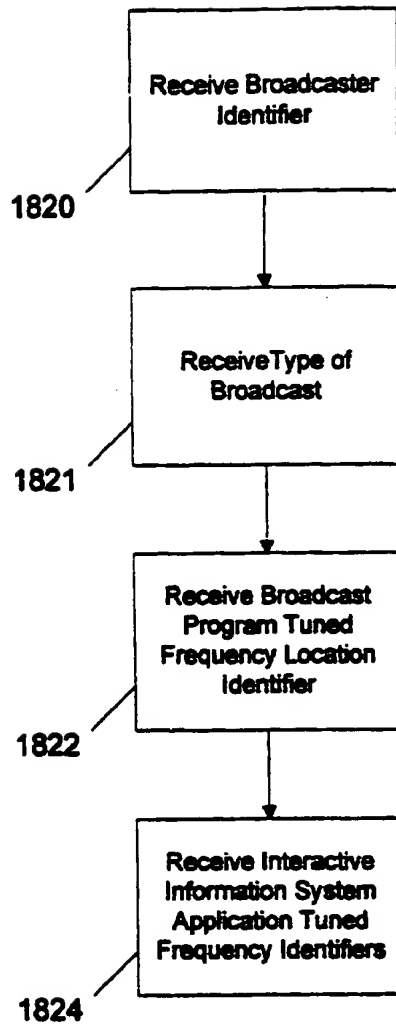 Receive Broadcaster
Identifier
1820
ReceiveType of
Broadcast
1821
Receive Broadcast
Program Tuned
Frequency Location
Identifier
1822
Receive Interactive
Information System
Application Tuned
Frequency Identifiers
1824